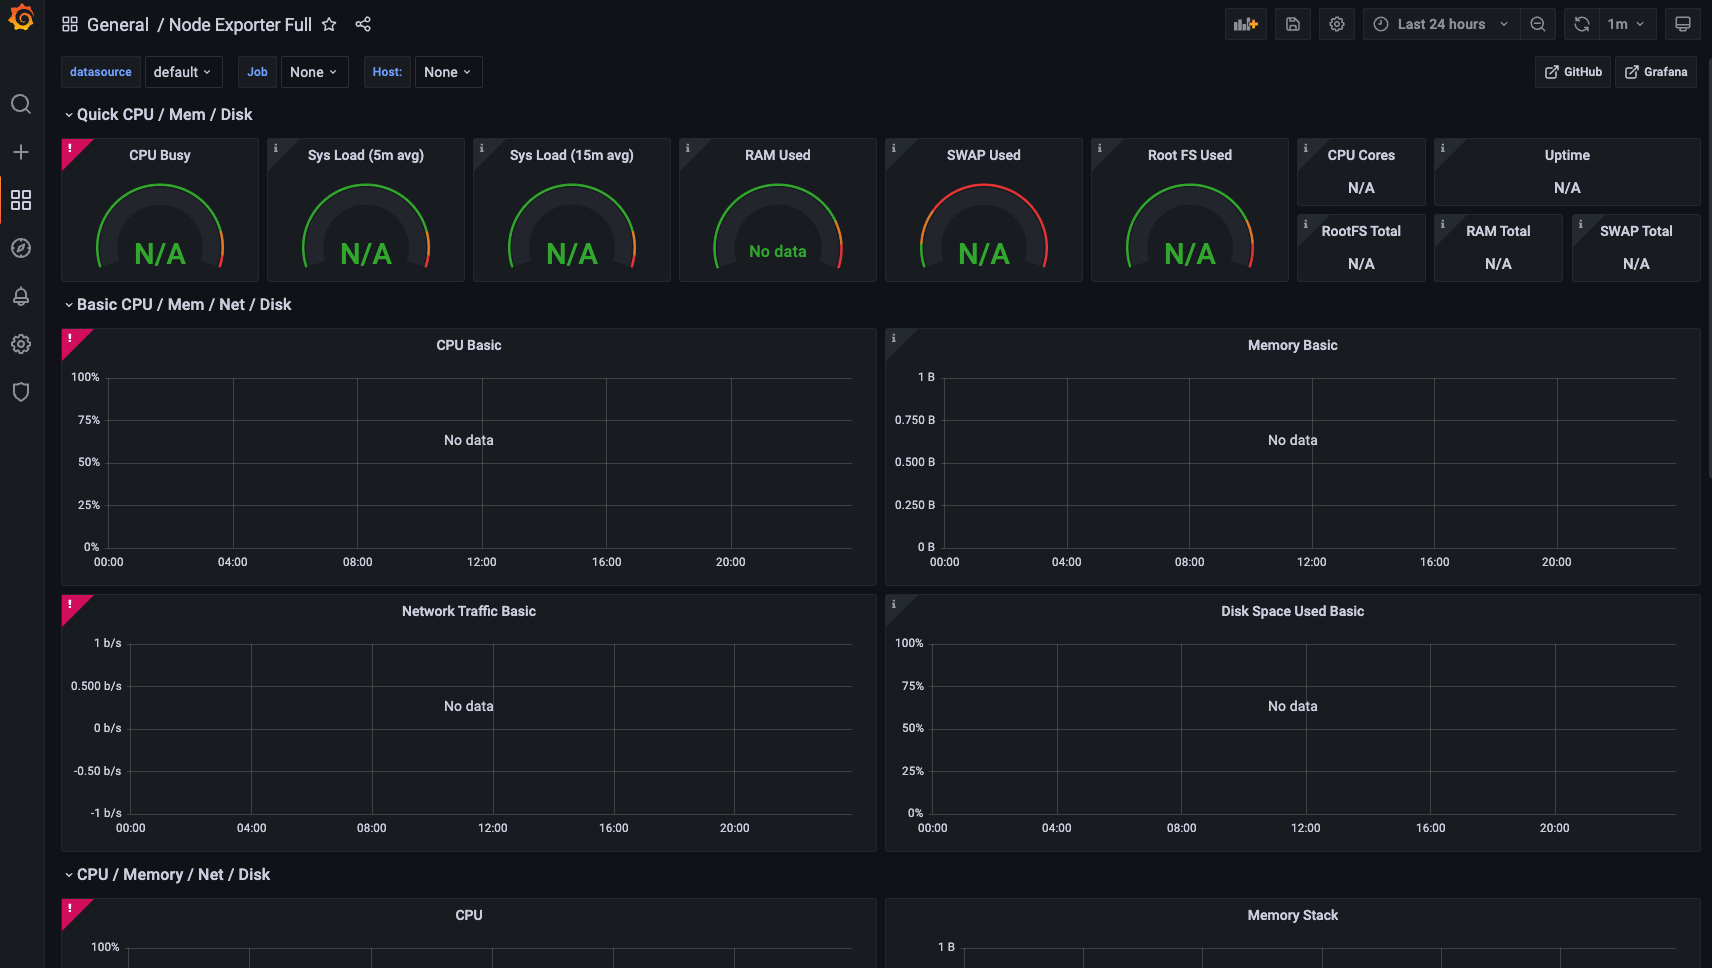 General / Node Exporter Full
Last 24 hours
1m
datasource default Job None Host: None
GitHub Grafana
Quick CPU / Mem / Disk
! CPU Busy
N/A
i Sys Load (5m avg)
N/A
i Sys Load (15m avg)
N/A
i RAM Used
No data
i SWAP Used
N/A
i Root FS Used
N/A
i CPU Cores
N/A
i Uptime
N/A
i RootFS Total
N/A
i RAM Total
N/A
i SWAP Total
N/A
Basic CPU / Mem / Net / Disk
! CPU Basic
100%
75%
No data
50%
25%
0%
00:00 04:00 08:00 12:00 16:00 20:00
i Memory Basic
1 B
0.750 B
No data
0.500 B
0.250 B
0 B
00:00 04:00 08:00 12:00 16:00 20:00
! Network Traffic Basic
1 b/s
0.500 b/s
No data
0 b/s
-0.50 b/s
-1 b/s
00:00 04:00 08:00 12:00 16:00 20:00
i Disk Space Used Basic
100%
75%
No data
50%
25%
0%
00:00 04:00 08:00 12:00 16:00 20:00
CPU / Memory / Net / Disk
! CPU
100%
Memory Stack
1 B